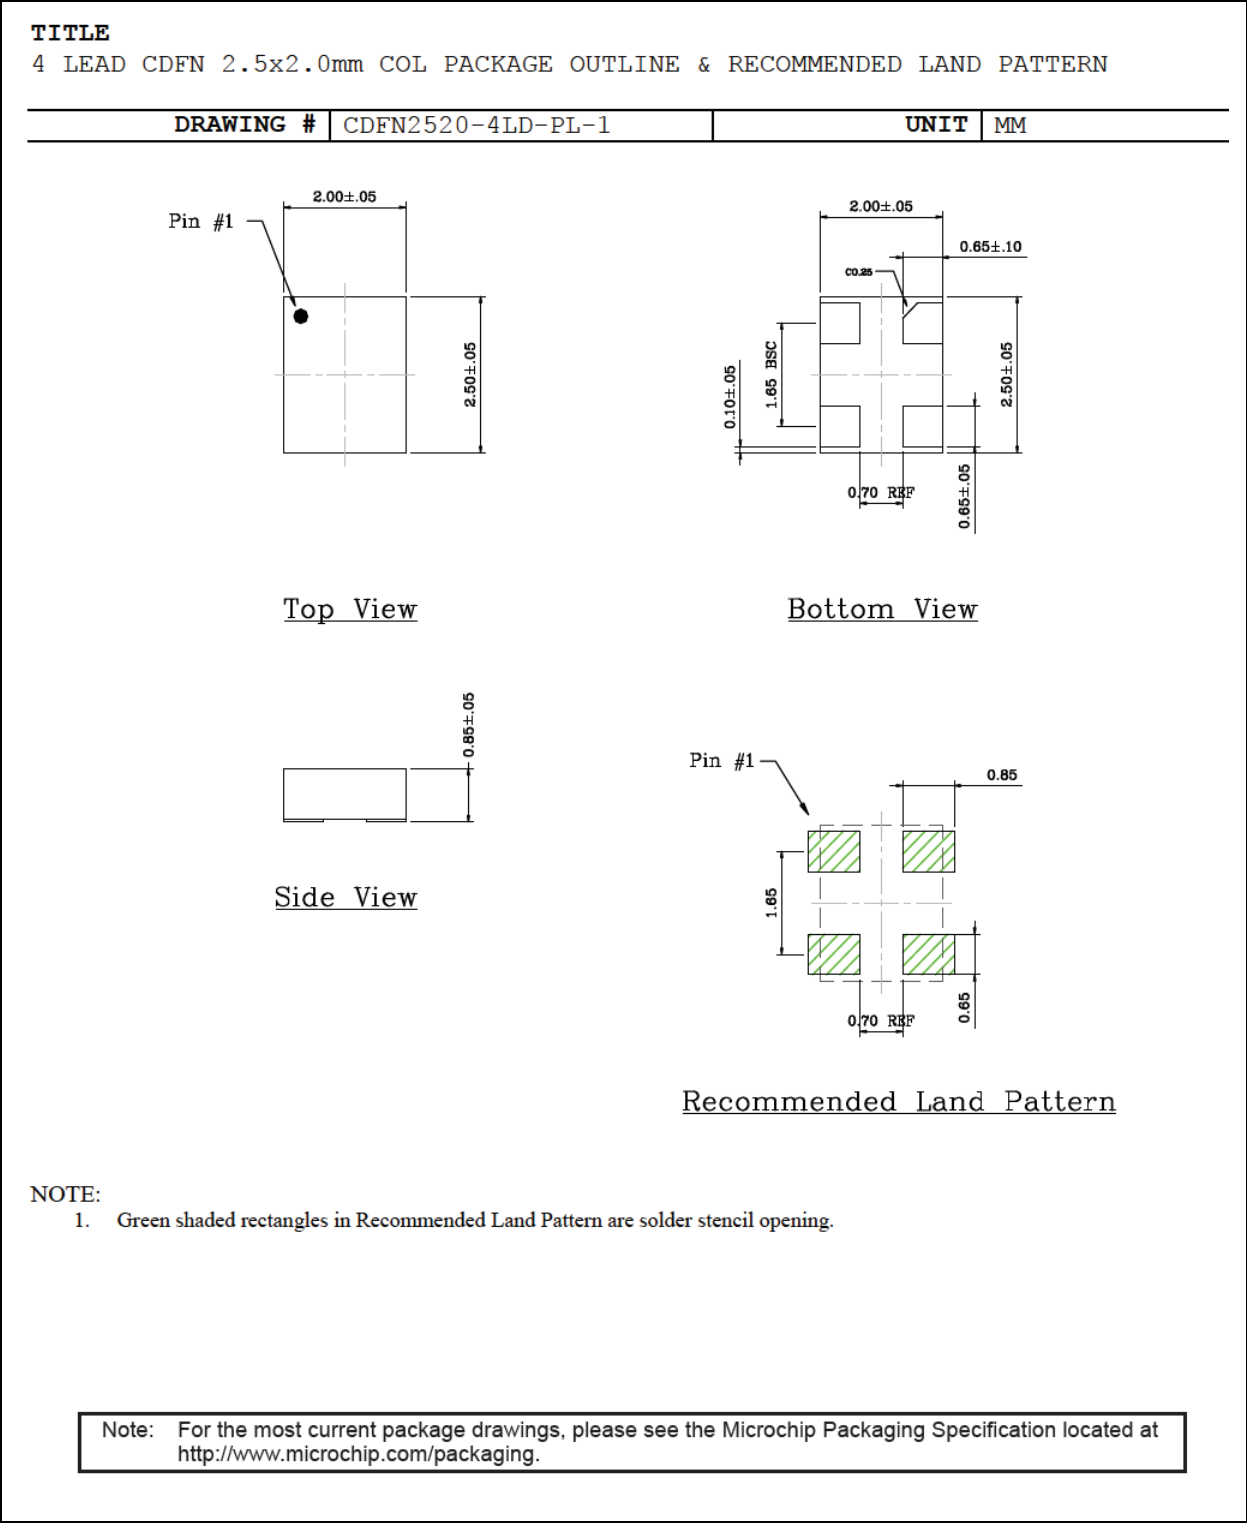 TITLE
4 LEAD CDFN 2.5x2.0mm COL PACKAGE OUTLINE & RECOMMENDED LAND PATTERN
DRAWING # CDFN2520-4LD-PL-1 UNIT MM
2.00±.05
Pin #1
2.50±.05
Top View
2.00±.05
0.65±.10
C0.25
1.65 BSC
0.10±.05
2.50±.05
0.70 REF
0.65±.05
Bottom View
0.85±.05
Side View
Pin #1
0.85
1.65
0.70 REF
0.65
Recommended Land Pattern
NOTE:
1. Green shaded rectangles in Recommended Land Pattern are solder stencil opening.
Note: For the most current package drawings, please see the Microchip Packaging Specification located at
http://www.microchip.com/packaging.